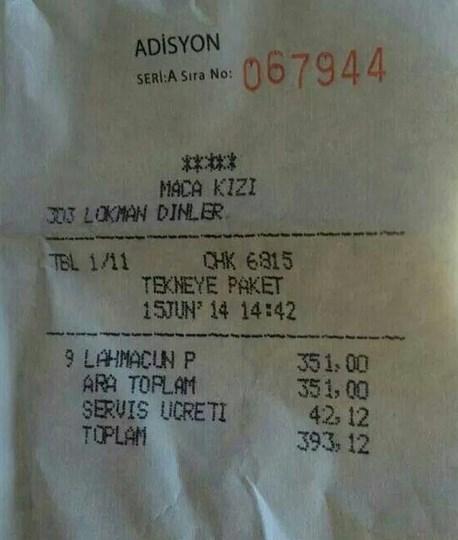 ADİSYON
SERİ:A Sıra No: 067944
*****
MACA KIZI
303 LOKMAN DINLER
TBL 1/11 CHK 6815
TEKNEYE PAKET
15JUN'14 14:42
9 LAHMACUN P 351,00
ARA TOPLAM 351,00
SERVIS UCRETI 42,12
TOPLAM 393,12